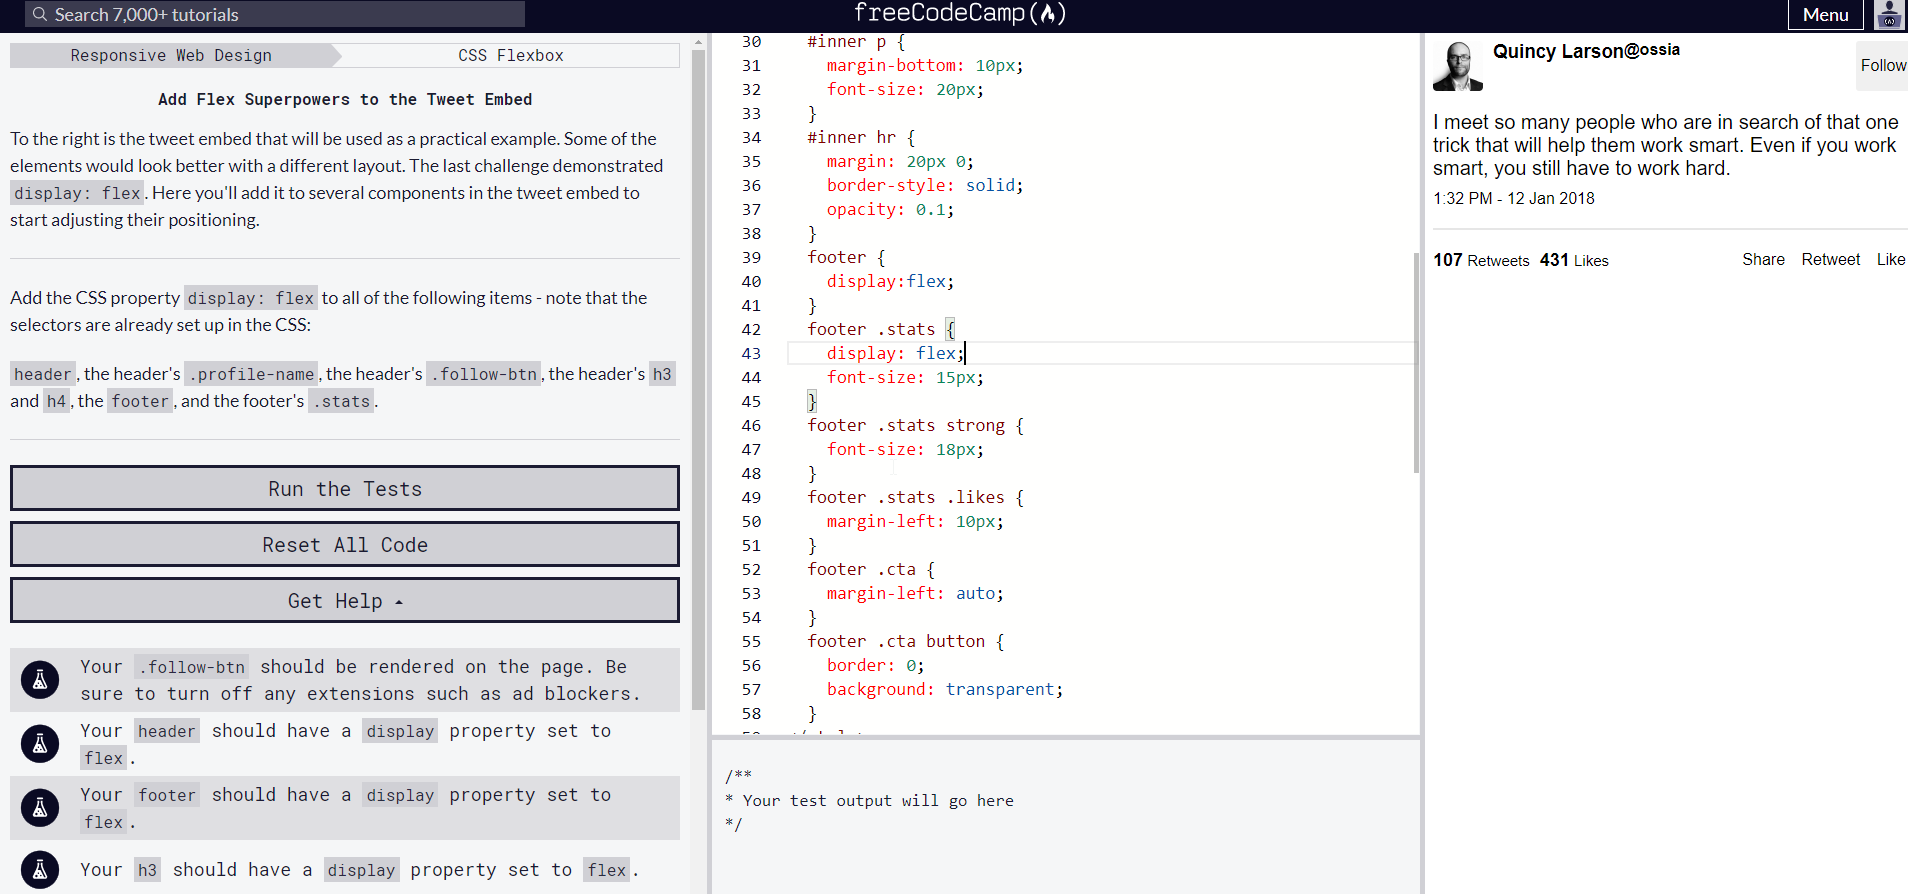 Search 7,000+ tutorials
freeCodeCamp
Menu
Responsive Web Design
CSS Flexbox
Add Flex Superpowers to the Tweet Embed
To the right is the tweet embed that will be used as a practical example. Some of the
elements would look better with a different layout. The last challenge demonstrated
display: flex. Here you'll add it to several components in the tweet embed to
start adjusting their positioning.
Add the CSS property display: flex to all of the following items - note that the
selectors are already set up in the CSS:
header, the header's .profile-name, the header's .follow-btn, the header's h3
and h4, the footer, and the footer's .stats.
Run the Tests
Reset All Code
Get Help
Your .follow-btn should be rendered on the page. Be
sure to turn off any extensions such as ad blockers.
Your header should have a display property set to
flex.
Your footer should have a display property set to
flex.
Your h3 should have a display property set to flex.
30 #inner p {
31 margin-bottom: 10px;
32 font-size: 20px;
33 }
34 #inner hr {
35 margin: 20px 0;
36 border-style: solid;
37 opacity: 0.1;
38 }
39 footer {
40 display:flex;
41 }
42 footer .stats {
43 display: flex;
44 font-size: 15px;
45 }
46 footer .stats strong {
47 font-size: 18px;
48 }
49 footer .stats .likes {
50 margin-left: 10px;
51 }
52 footer .cta {
53 margin-left: auto;
54 }
55 footer .cta button {
56 border: 0;
57 background: transparent;
58 }
/**
* Your test output will go here
*/
Quincy Larson@ossia
Follow
I meet so many people who are in search of that one
trick that will help them work smart. Even if you work
smart, you still have to work hard.
1:32 PM - 12 Jan 2018
107 Retweets 431 Likes
Share Retweet Like